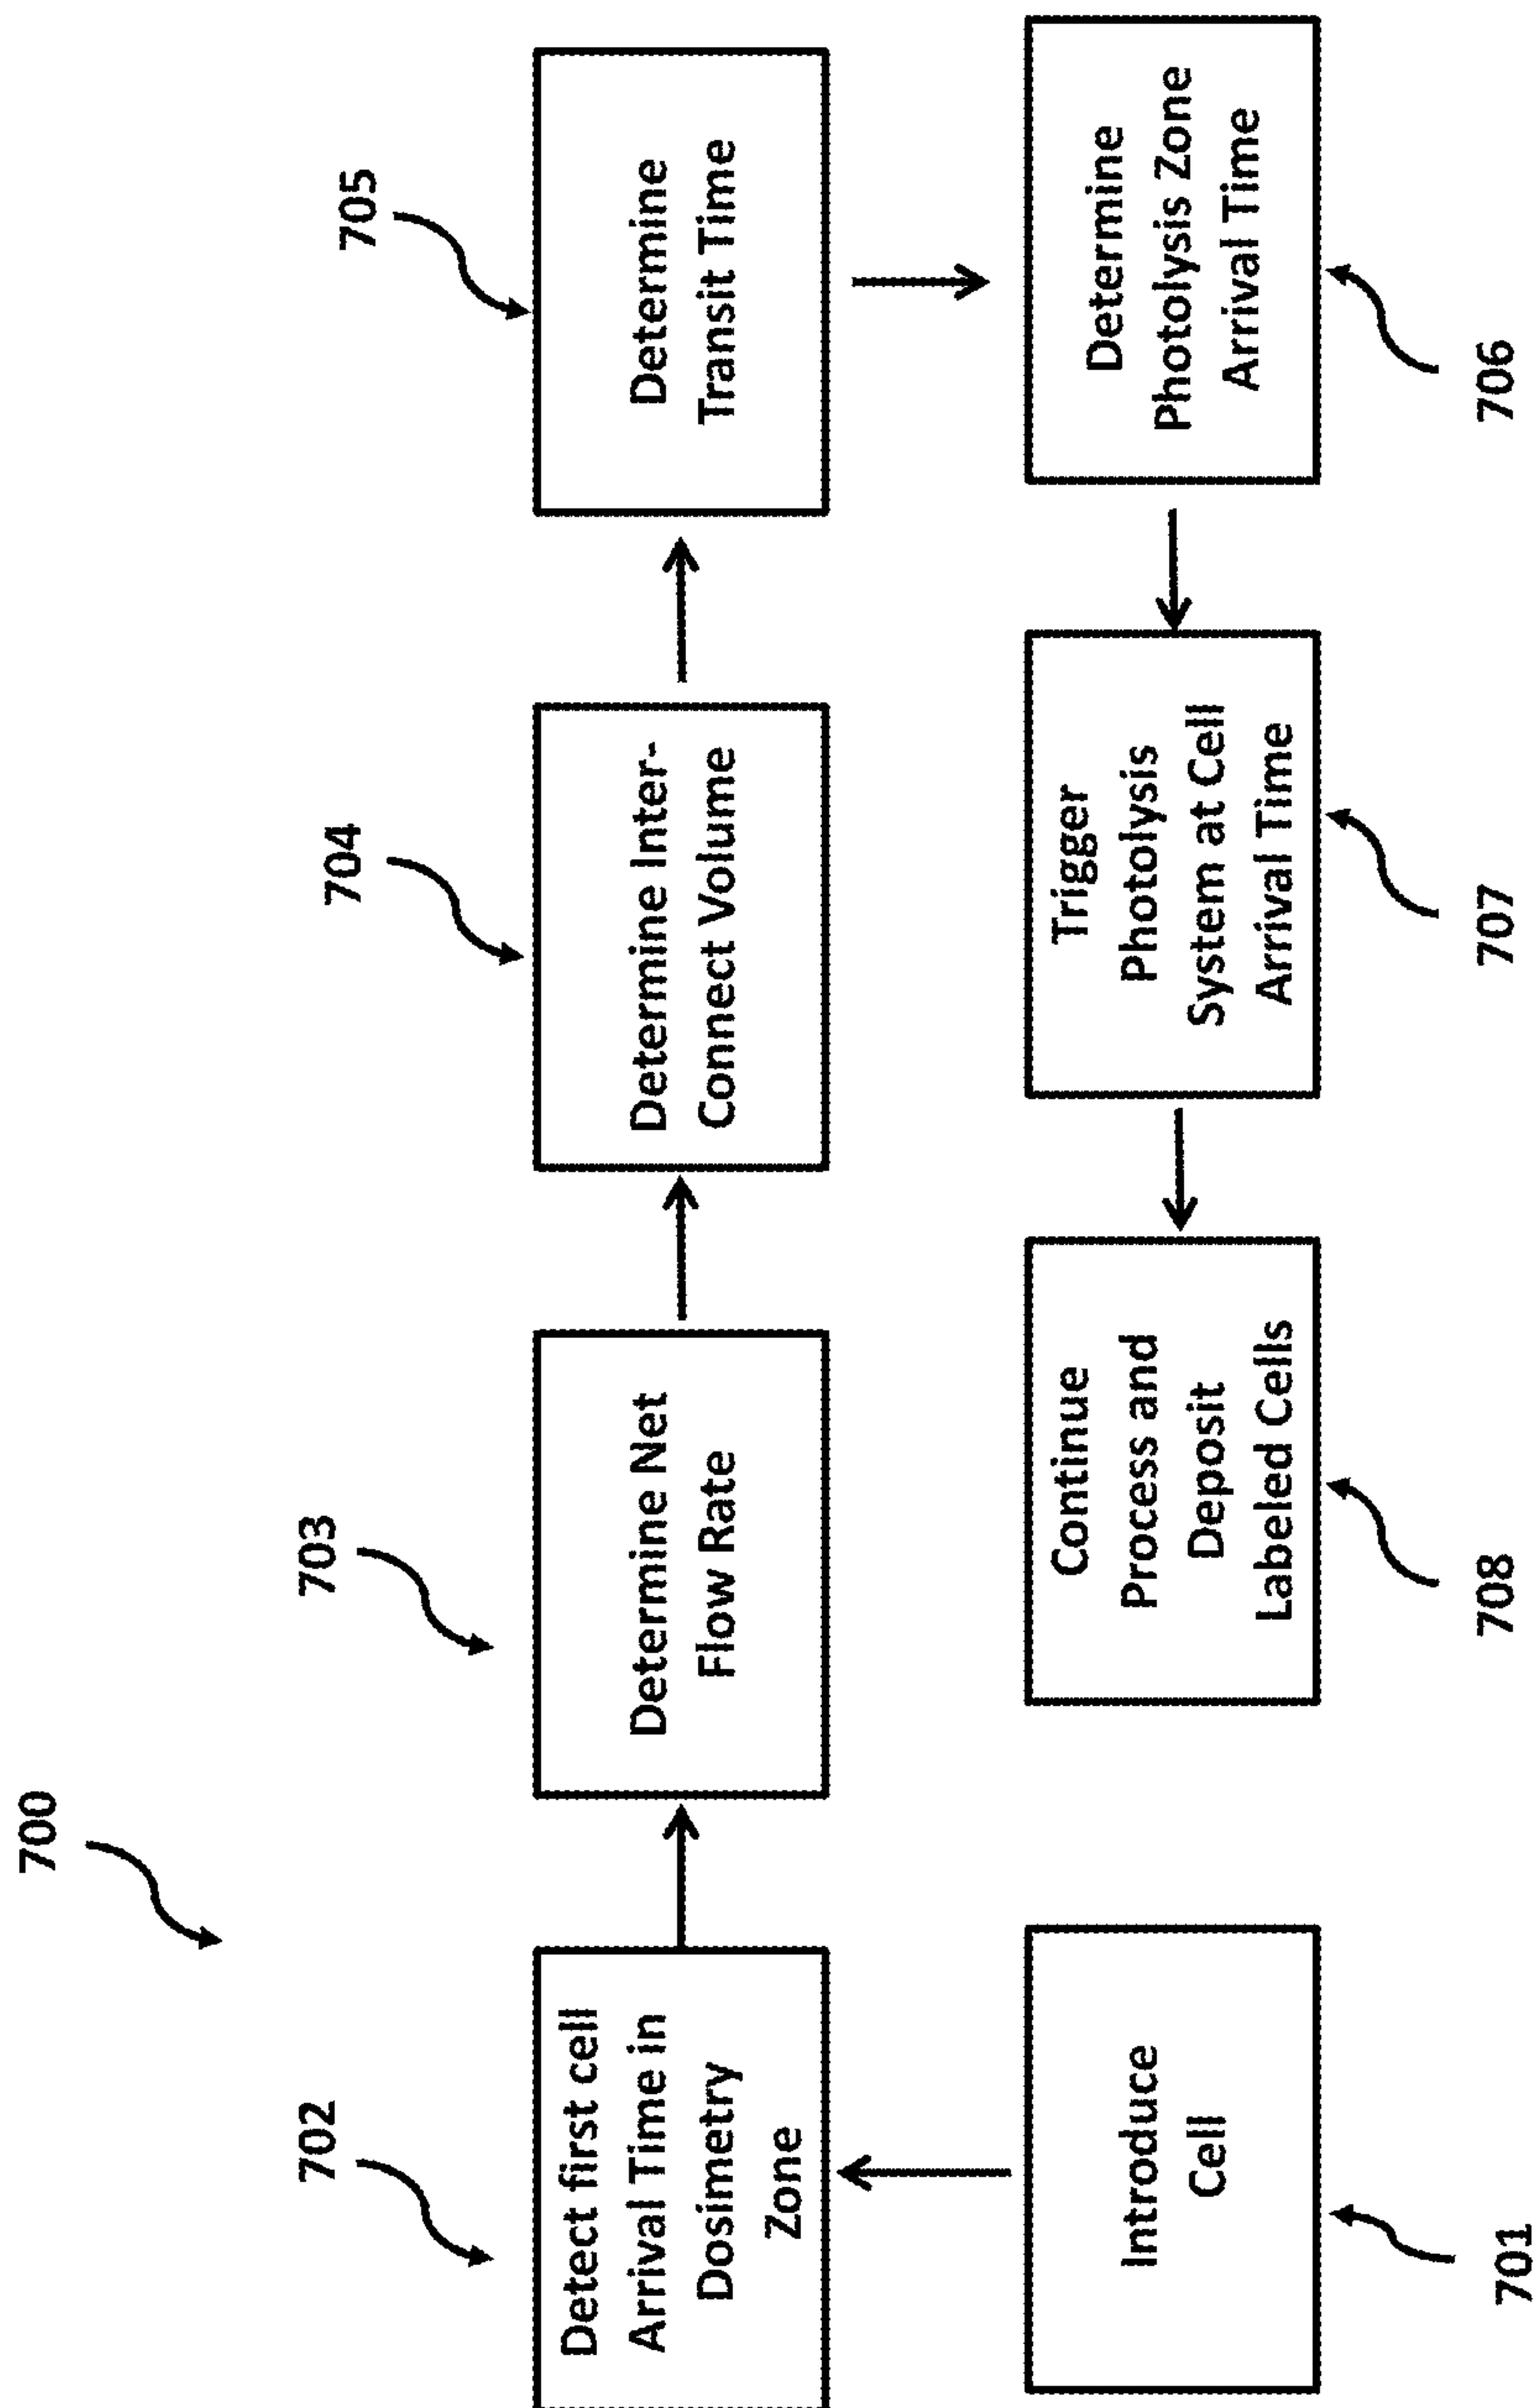 700
702
703
704
705
Detect first cell
Arrival Time in
Dosimetry
Zone
Determine Net
Flow Rate
Determine Inter-
Connect Volume
Determine
Transit Time
Introduce
Cell
Continue
Process and
Deposit
Labeled Cells
Trigger
Photolysis
System at Cell
Arrival Time
Determine
Photolysis Zone
Arrival Time
701
708
707
706